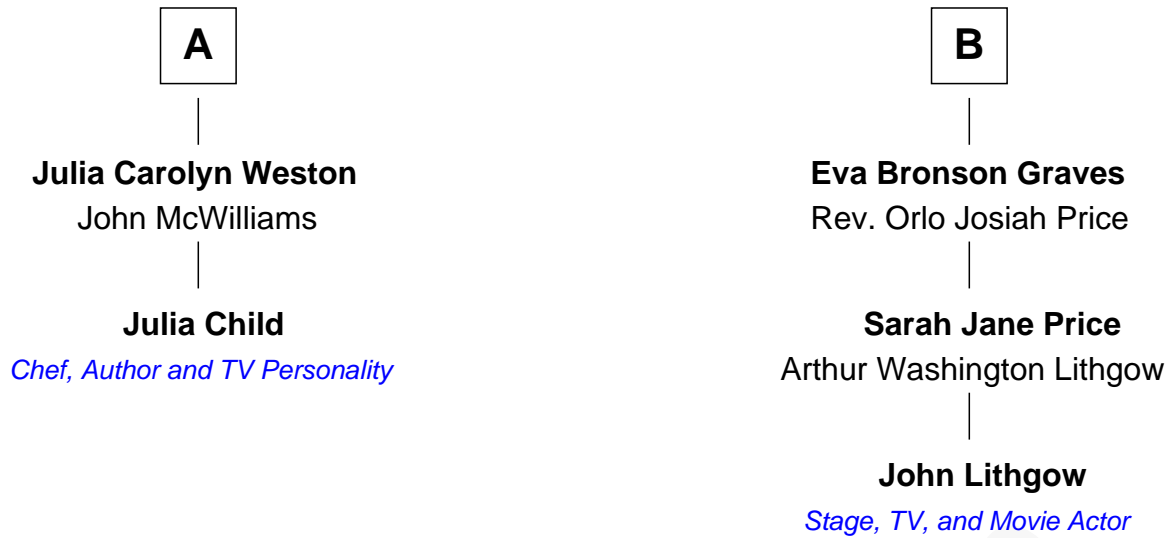 A
Julia Carolyn Weston
John McWilliams
Julia Child
Chef, Author and TV Personality
B
Eva Bronson Graves
Rev. Orlo Josiah Price
Sarah Jane Price
Arthur Washington Lithgow
John Lithgow
Stage, TV, and Movie Actor